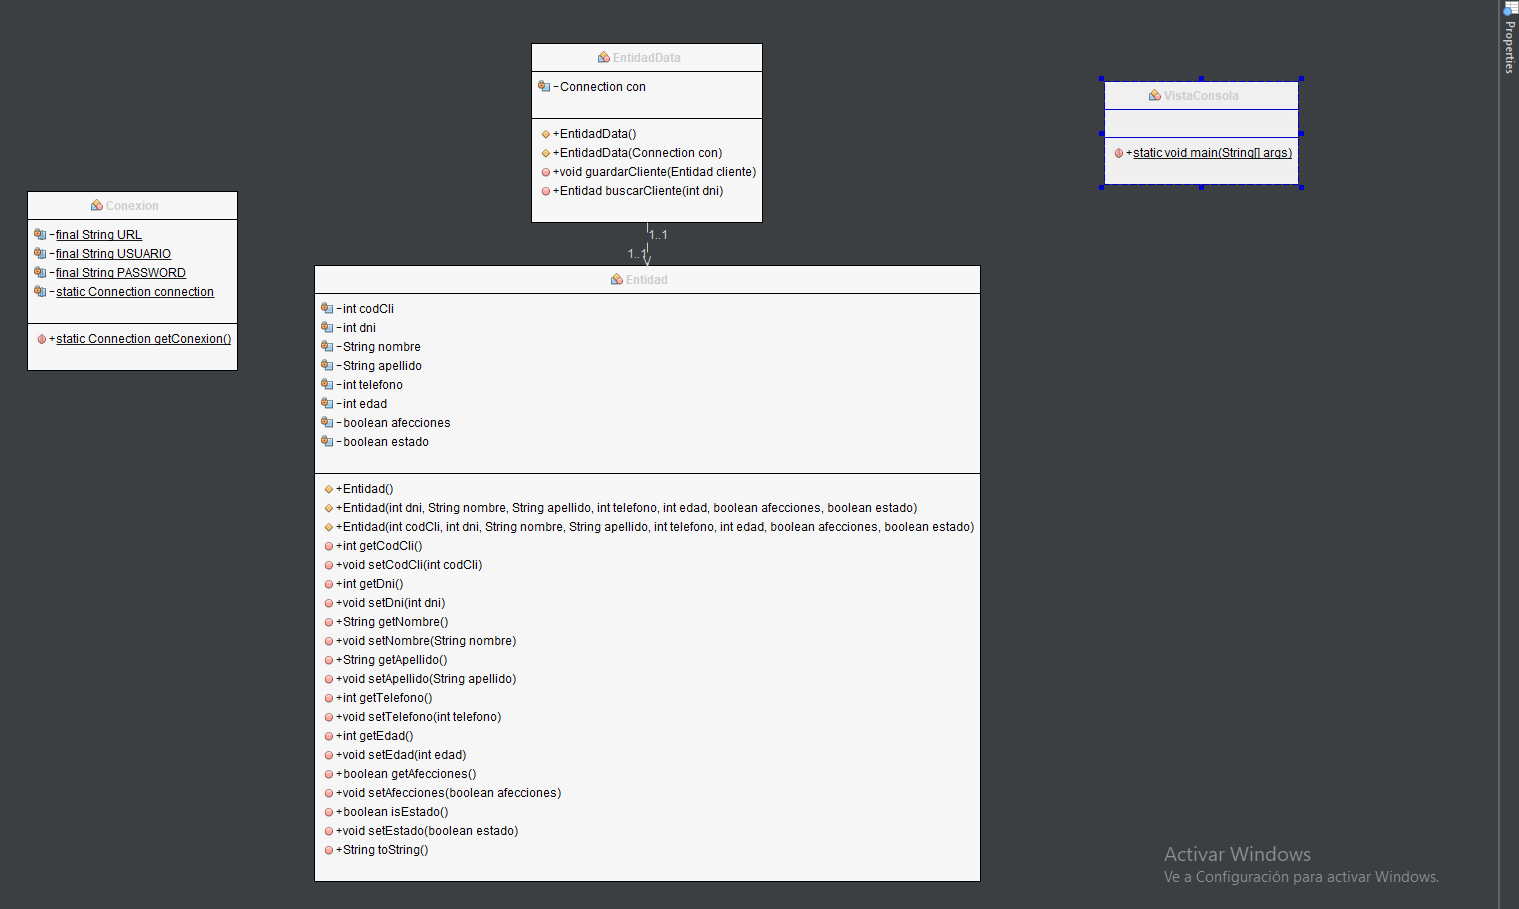 Properties
EntidadData
-Connection con
+EntidadData()
+EntidadData(Connection con)
+void guardarCliente(Entidad cliente)
+Entidad buscarCliente(int dni)
VistaConsola
+static void main(String[] args)
Conexion
-final String URL
-final String USUARIO
-final String PASSWORD
-static Connection connection
+static Connection getConexion()
1..1
1..1
Entidad
-int codCli
-int dni
-String nombre
-String apellido
-int telefono
-int edad
-boolean afecciones
-boolean estado
+Entidad()
+Entidad(int dni, String nombre, String apellido, int telefono, int edad, boolean afecciones, boolean estado)
+Entidad(int codCli, int dni, String nombre, String apellido, int telefono, int edad, boolean afecciones, boolean estado)
+int getCodCli()
+void setCodCli(int codCli)
+int getDni()
+void setDni(int dni)
+String getNombre()
+void setNombre(String nombre)
+String getApellido()
+void setApellido(String apellido)
+int getTelefono()
+void setTelefono(int telefono)
+int getEdad()
+void setEdad(int edad)
+boolean getAfecciones()
+void setAfecciones(boolean afecciones)
+boolean isEstado()
+void setEstado(boolean estado)
+String toString()
Activar Windows
Ve a Configuración para activar Windows.